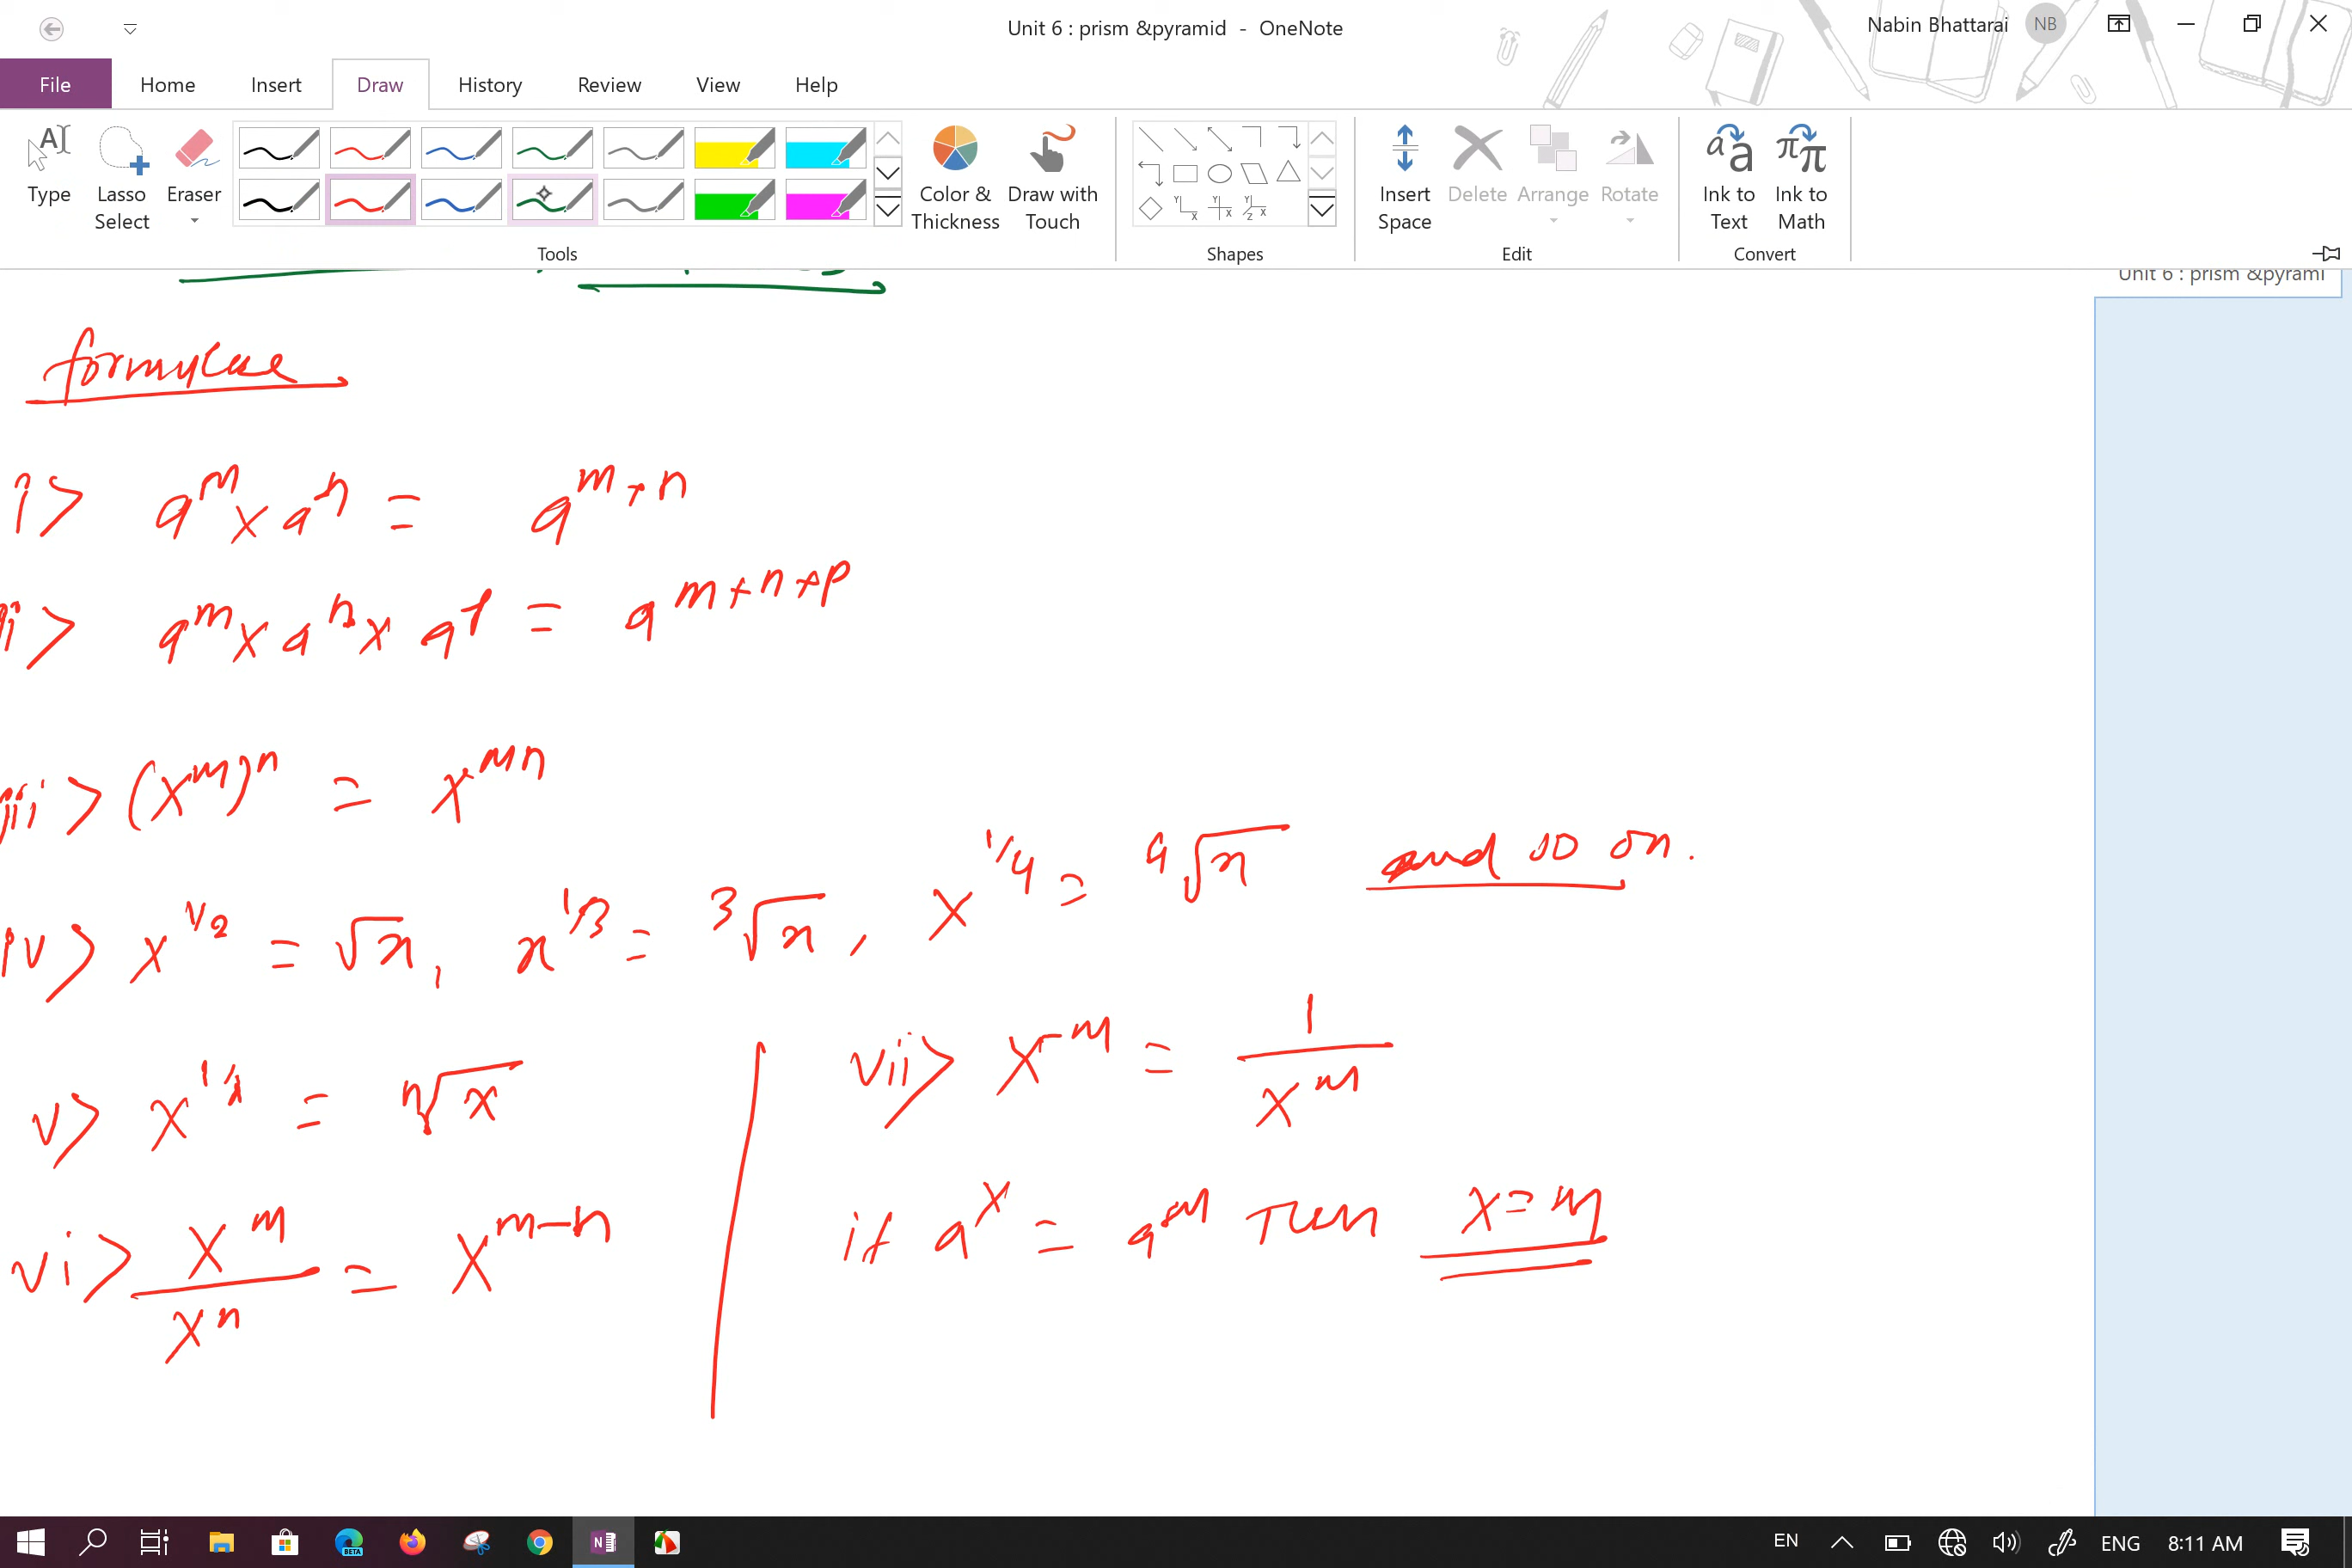 Unit 6 : prism &pyramid - OneNote
Nabin Bhattarai NB
File Home Insert Draw History Review View Help
Type
Lasso Select
Eraser
Color & Thickness
Draw with Touch
Insert Space
Delete
Arrange
Rotate
Ink to Text
Ink to Math
Tools
Shapes
Edit
Convert
Unit 6 : prism &pyrami
formulae
i> a^m x a^n = a^{m+n}
ii> a^m x a^n x a^p = a^{m+n+p}
iii> (x^m)^n = x^{mn}
iv> x^{1/2} = √x, x^{1/3} = ³√x, x^{1/4} = ⁴√x and so on.
v> x^{1/n} = ⁿ√x
vi> x^m / x^n = x^{m-n}
vii> x^{-m} = 1 / x^m
if a^x = a^m Then x = m
BETA
EN
ENG
8:11 AM